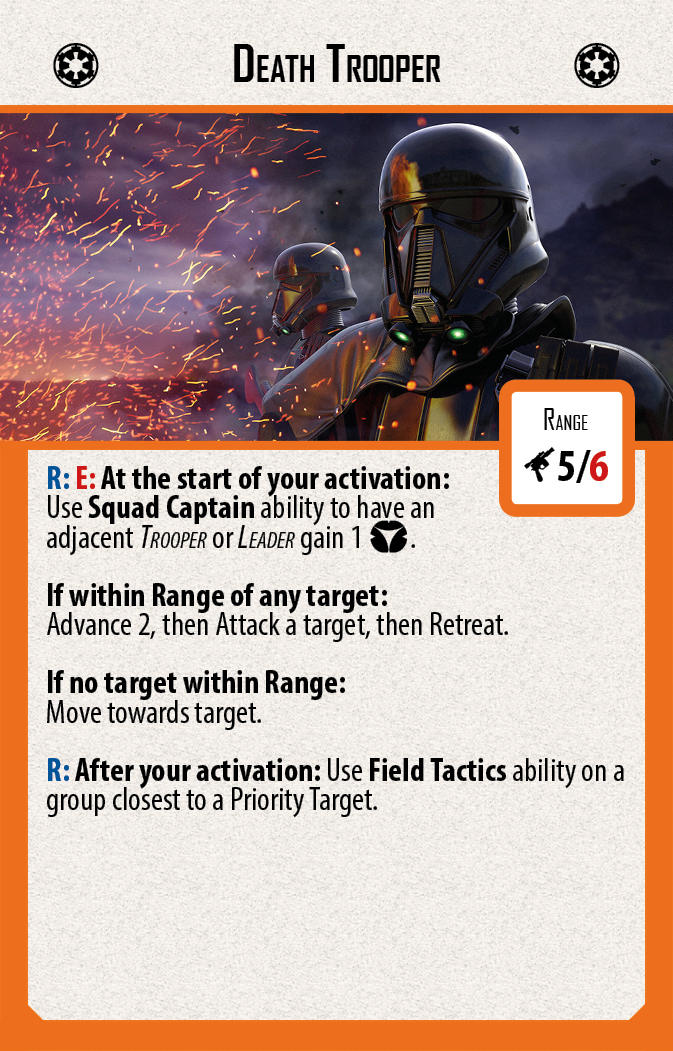 Death Trooper
Range
5/6
R: E: At the start of your activation:
Use Squad Captain ability to have an
adjacent Trooper or Leader gain 1 .
If within Range of any target:
Advance 2, then Attack a target, then Retreat.
If no target within Range:
Move towards target.
R: After your activation: Use Field Tactics ability on a
group closest to a Priority Target.